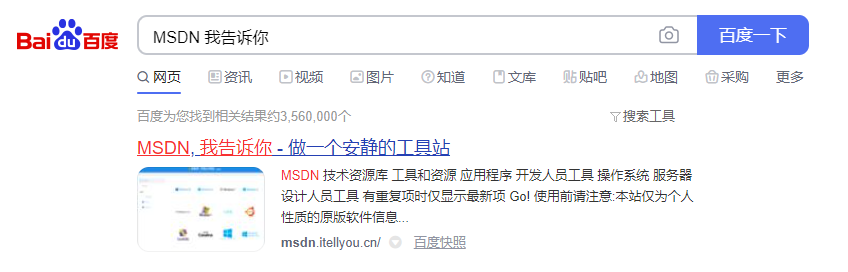 Bai du 百度 MSDN 我告诉你 百度一下
网页 资讯 视频 图片 知道 文库 贴吧 地图 采购 更多
百度为您找到相关结果约3,560,000个 搜索工具
MSDN, 我告诉你 - 做一个安静的工具站
MSDN 技术资源库 工具和资源 应用程序 开发人员工具 操作系统 服务器
设计人员工具 有重复项时仅显示最新项 Go! 使用前请注意:本站仅为个人
性质的原版软件信息...
msdn.itellyou.cn/ 百度快照